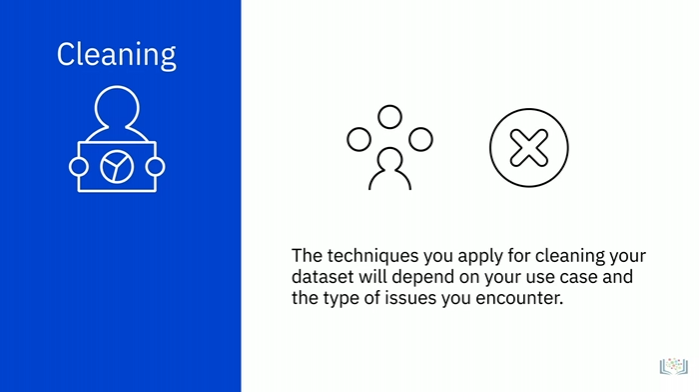 Cleaning
The techniques you apply for cleaning your
dataset will depend on your use case and
the type of issues you encounter.